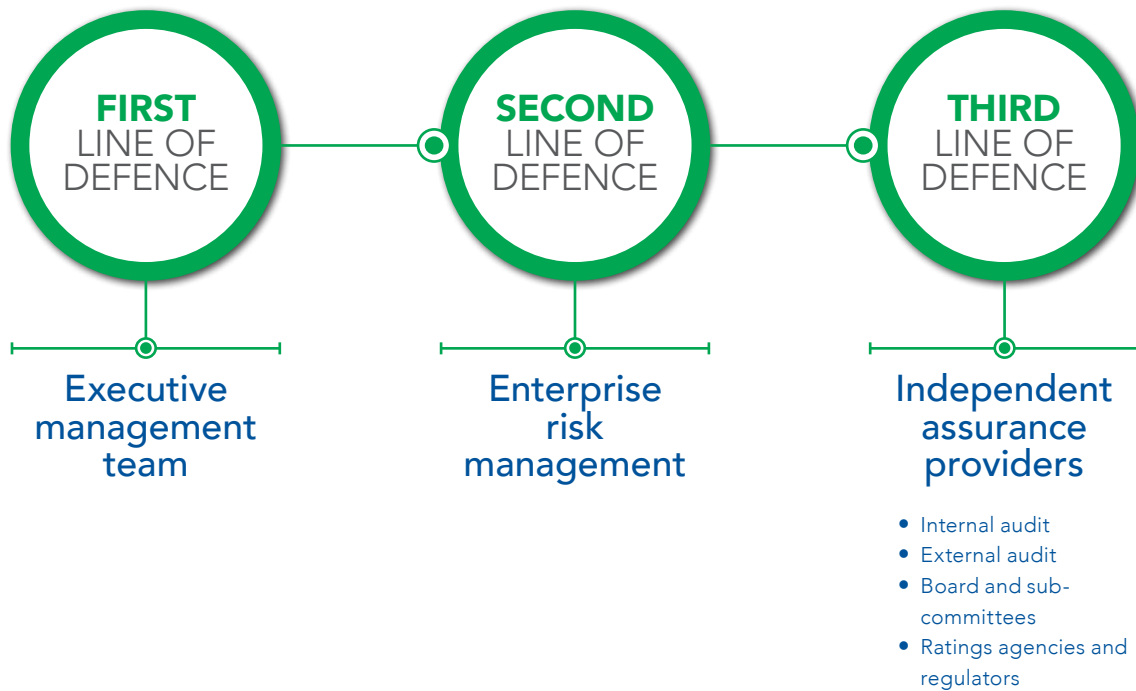 FIRST
LINE OF
DEFENCE
SECOND
LINE OF
DEFENCE
THIRD
LINE OF
DEFENCE
Executive
management
team
Enterprise
risk
management
Independent
assurance
providers
• Internal audit
• External audit
• Board and sub-
committees
• Ratings agencies and
regulators